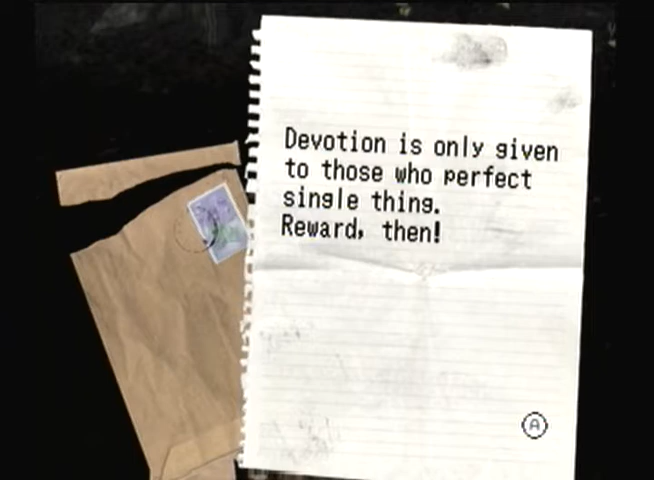 Devotion is only given
to those who perfect
single thing.
Reward, then!
A